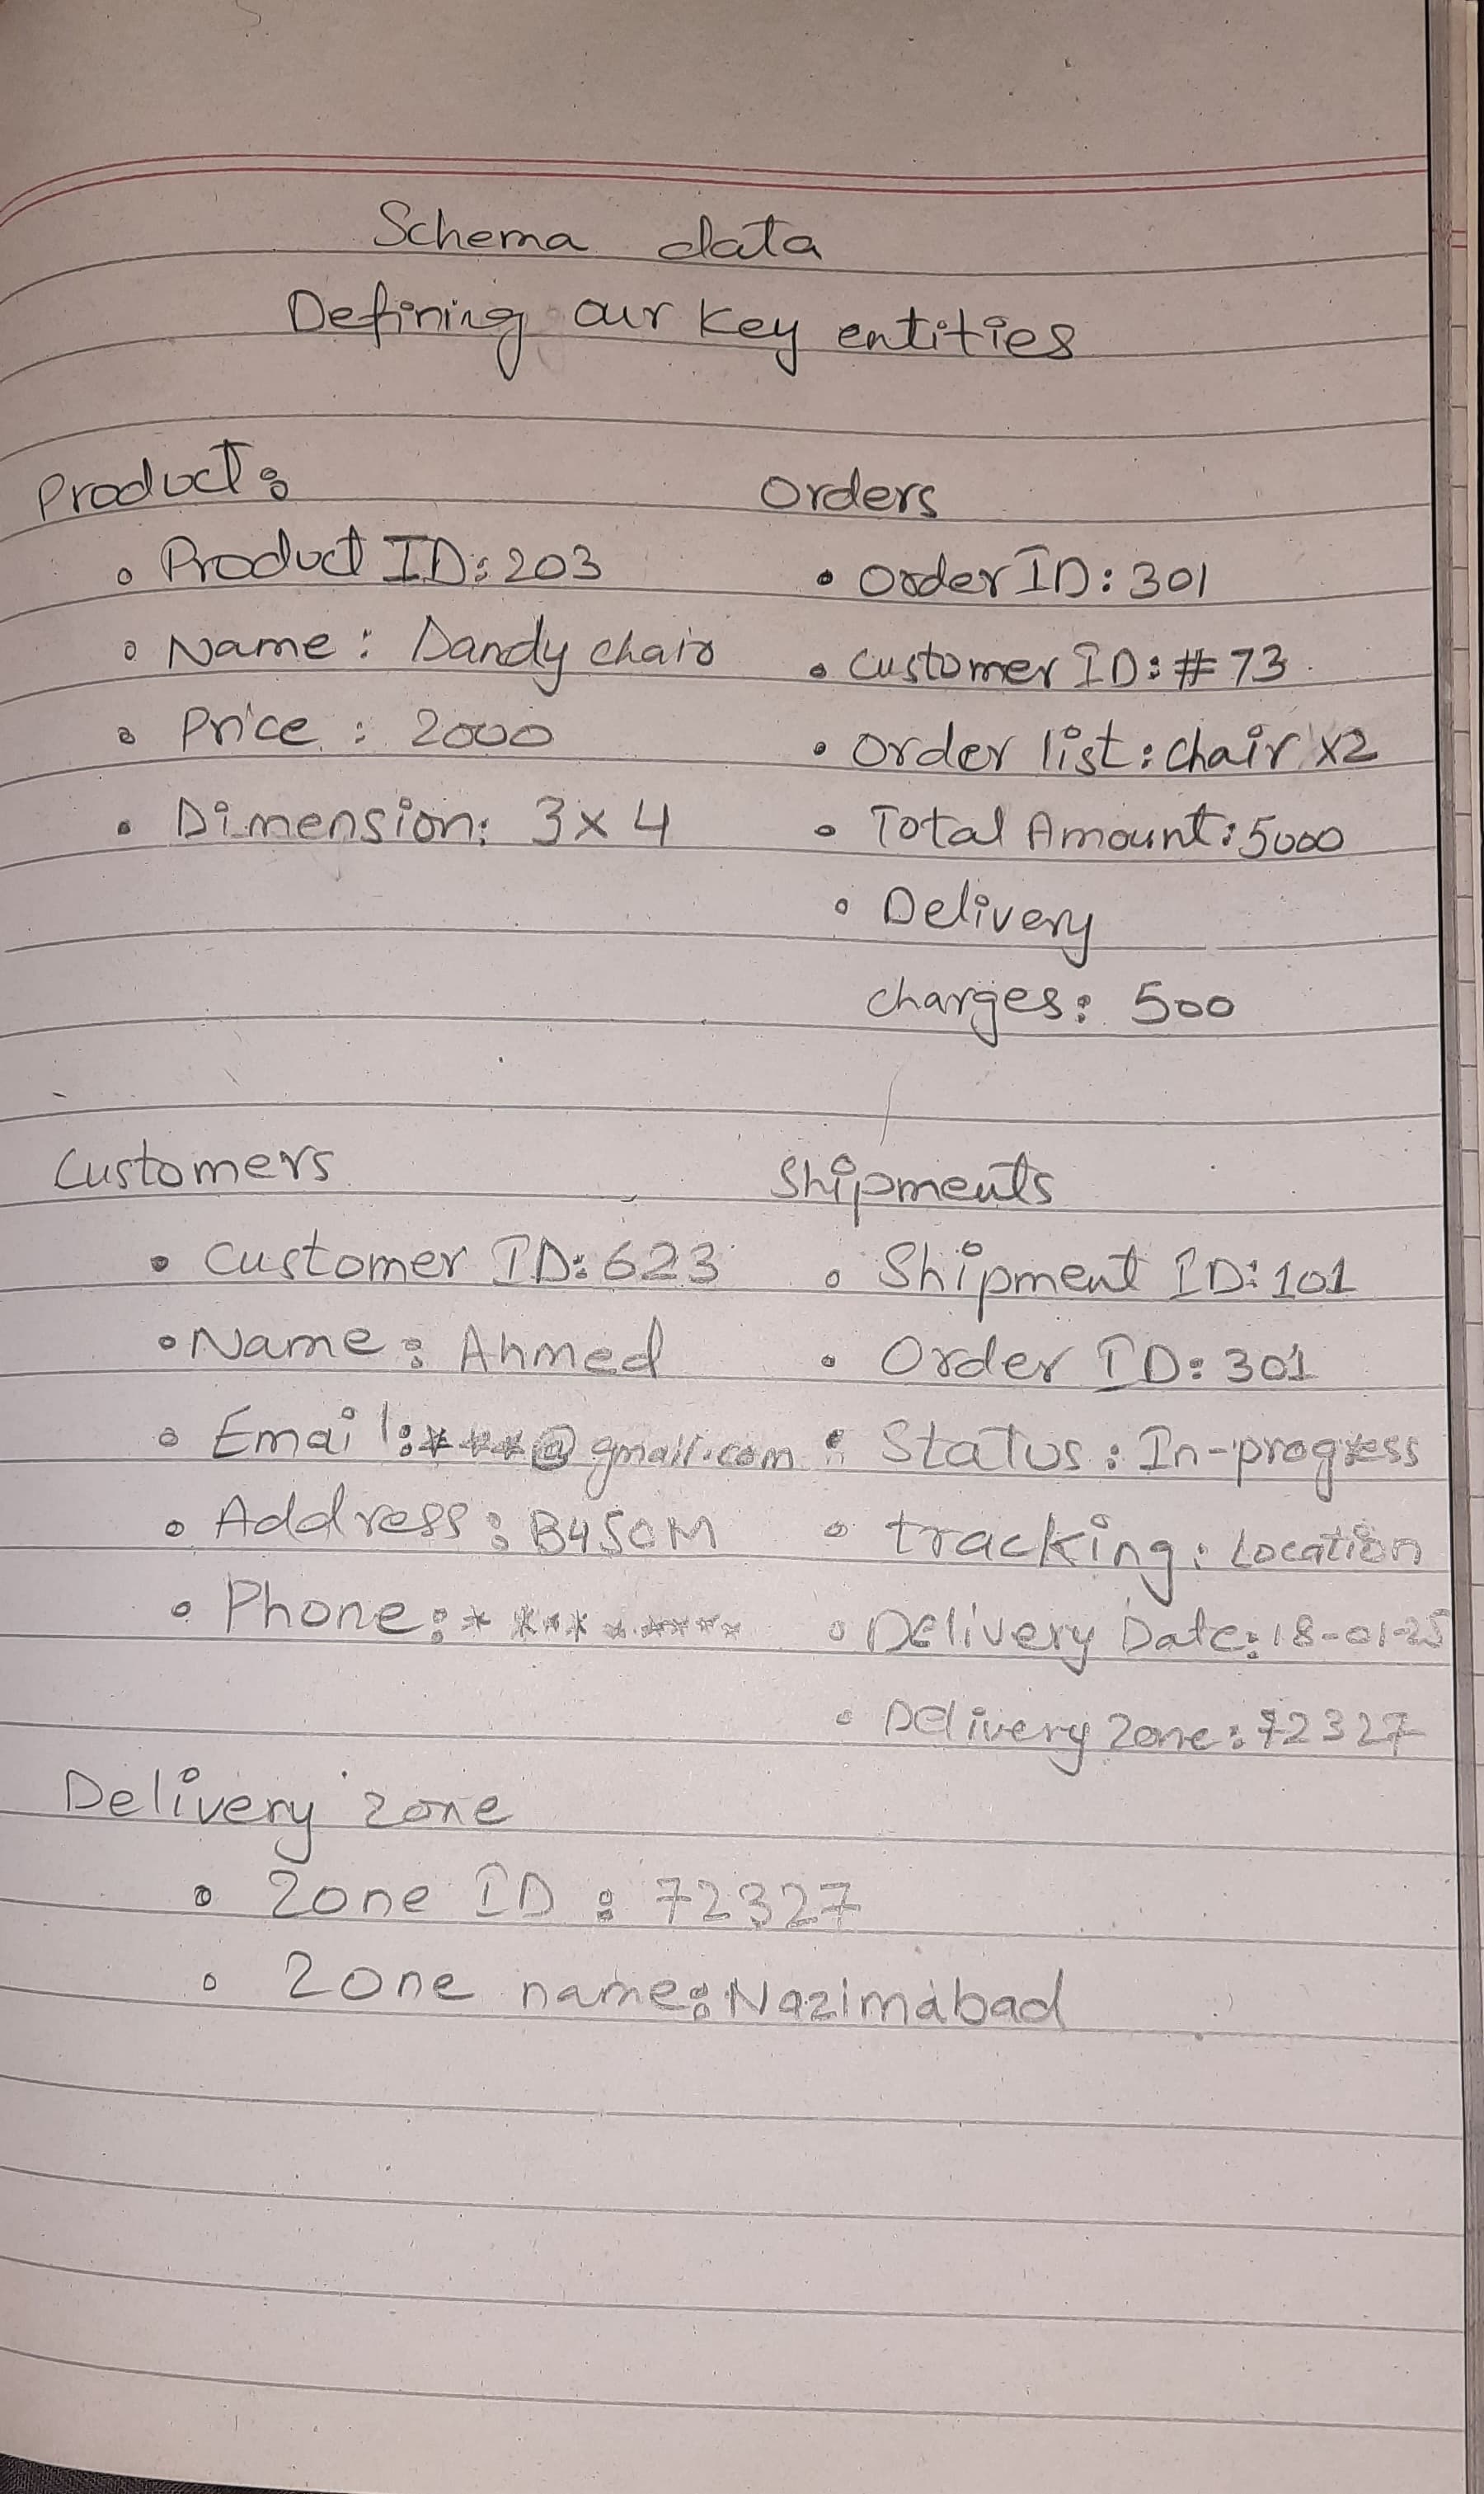 Schema data
Defining our key entities
Product:
• Product ID: 203
• Name: Dandy chair
• Price: 2000
• Dimension: 3x4
Orders
• Order ID: 301
• Customer ID: #73
• Order list: chair x2
• Total Amount: 5000
• Delivery
charges: 500
Customers
• Customer ID: 623
• Name: Ahmed
• Email: ***@gmail.com
• Address: B450M
• Phone: * *** *.****
Shipments
• Shipment ID: 101
• Order ID: 301
• Status: In-progress
• tracking: Location
• Delivery Date: 18-01-25
• Delivery zone: 72327
Delivery zone
• Zone ID: 72327
• Zone name: Nazimabad